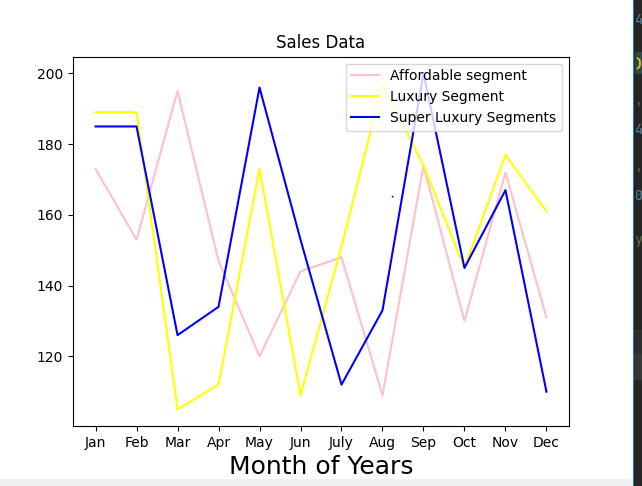 Sales Data
Affordable segment
Luxury Segment
Super Luxury Segments
200
180
160
140
120
Jan Feb Mar Apr May Jun July Aug Sep Oct Nov Dec
Month of Years